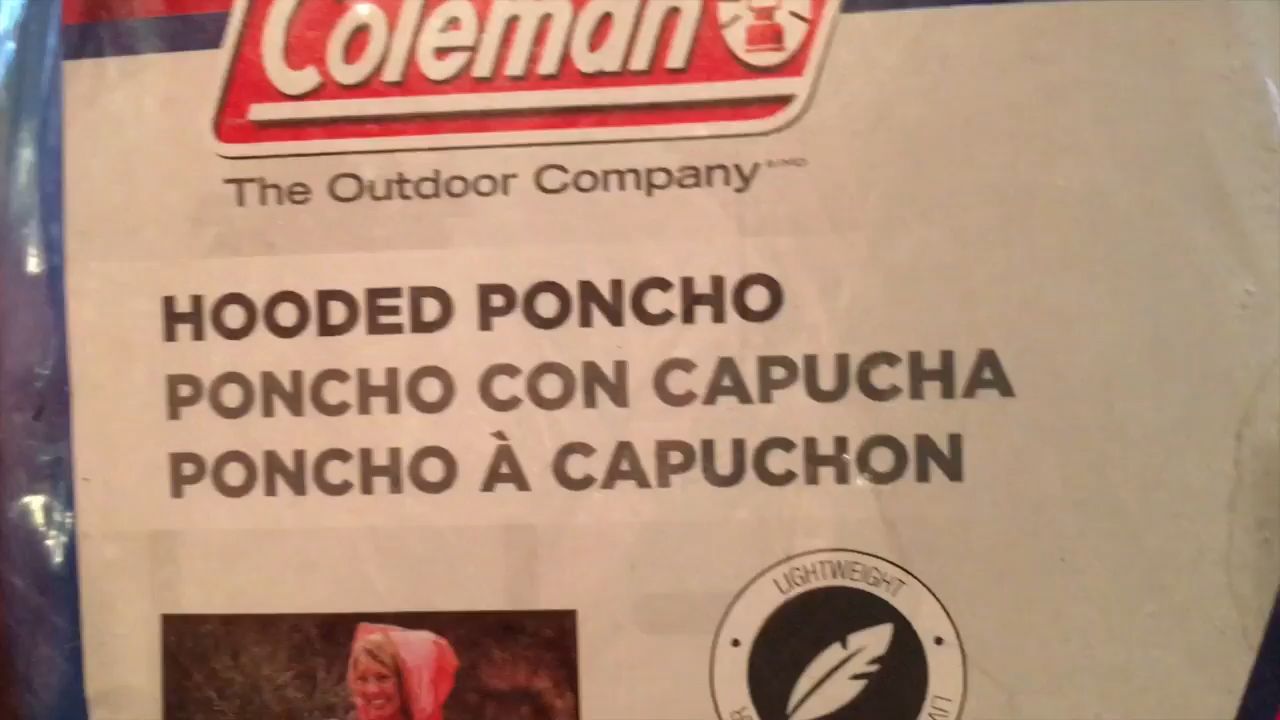 Coleman
The Outdoor Company
HOODED PONCHO
PONCHO CON CAPUCHA
PONCHO À CAPUCHON
LIGHTWEIGHT